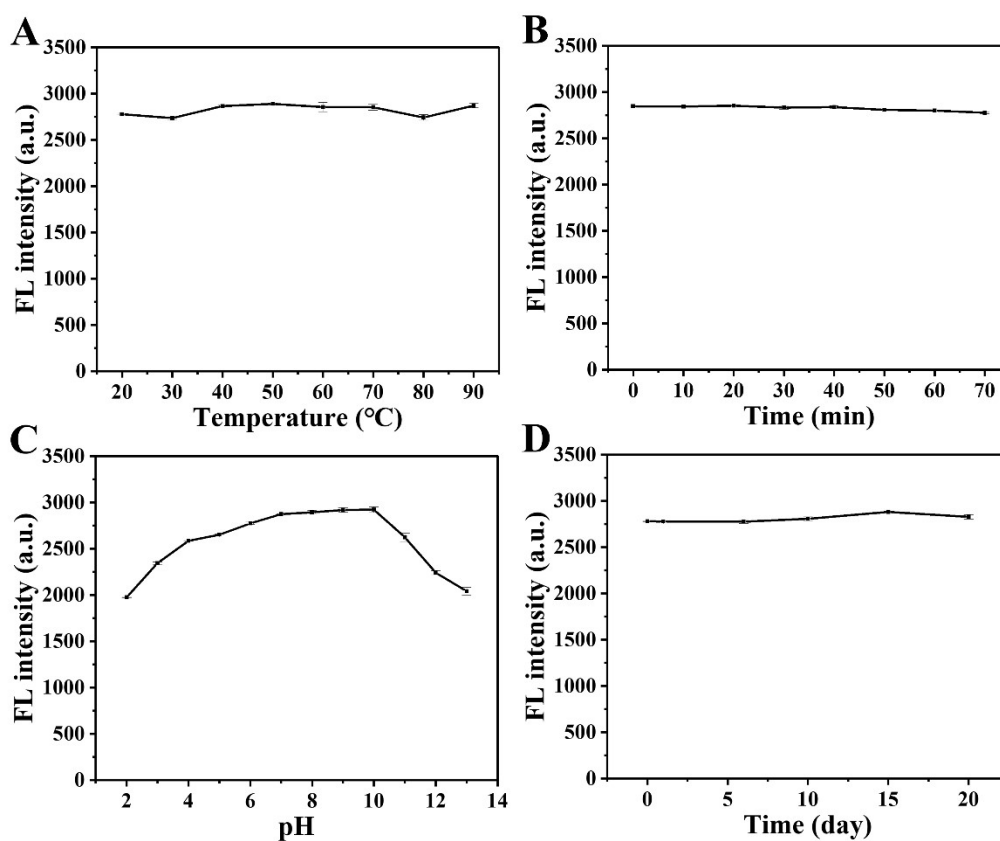 A
FL intensity (a.u.)
3500
3000
2500
2000
1500
1000
500
0
20 30 40 50 60 70 80 90
Temperature (°C)
B
FL intensity (a.u.)
3500
3000
2500
2000
1500
1000
500
0
0 10 20 30 40 50 60 70
Time (min)
C
FL intensity (a.u.)
3500
3000
2500
2000
1500
1000
500
0
2 4 6 8 10 12 14
pH
D
FL intensity (a.u.)
3500
3000
2500
2000
1500
1000
500
0
0 5 10 15 20
Time (day)